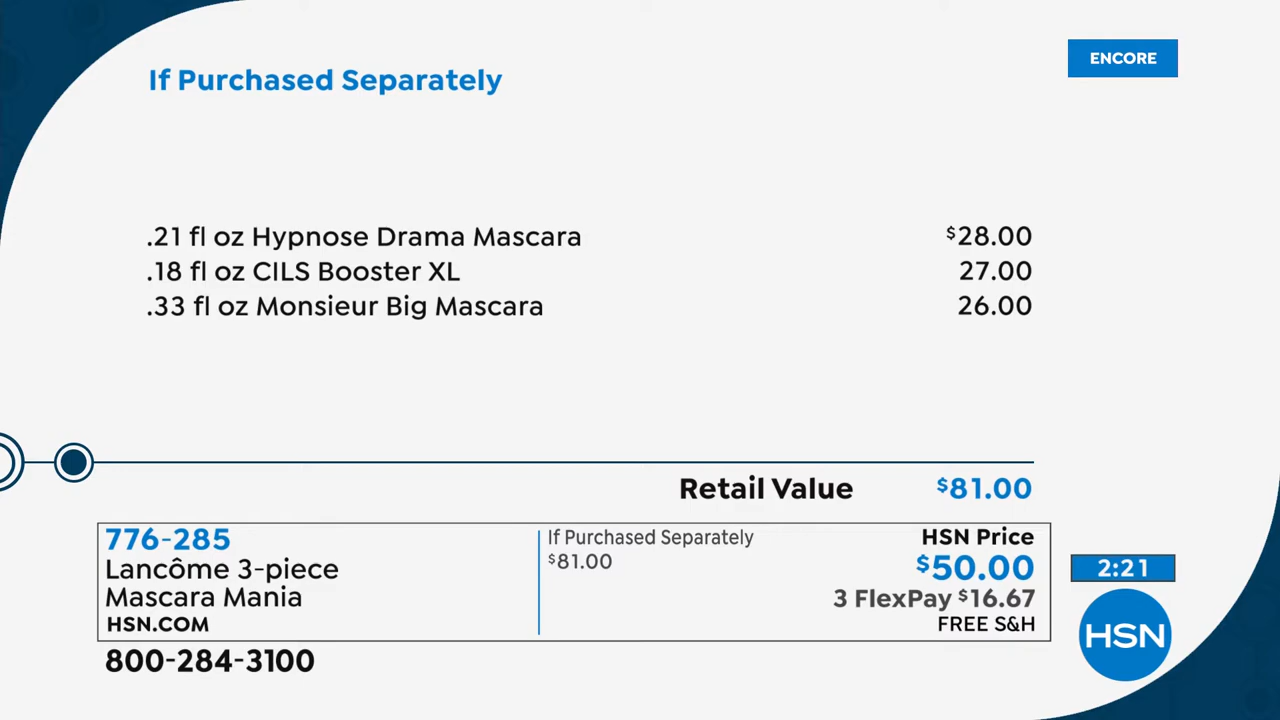 If Purchased Separately
ENCORE
.21 fl oz Hypnose Drama Mascara $28.00
.18 fl oz CILS Booster XL 27.00
.33 fl oz Monsieur Big Mascara 26.00
Retail Value $81.00
776-285
Lancôme 3-piece
Mascara Mania
HSN.COM
If Purchased Separately
$81.00
HSN Price
$50.00
3 FlexPay $16.67
FREE S&H
2:21
HSN
800-284-3100